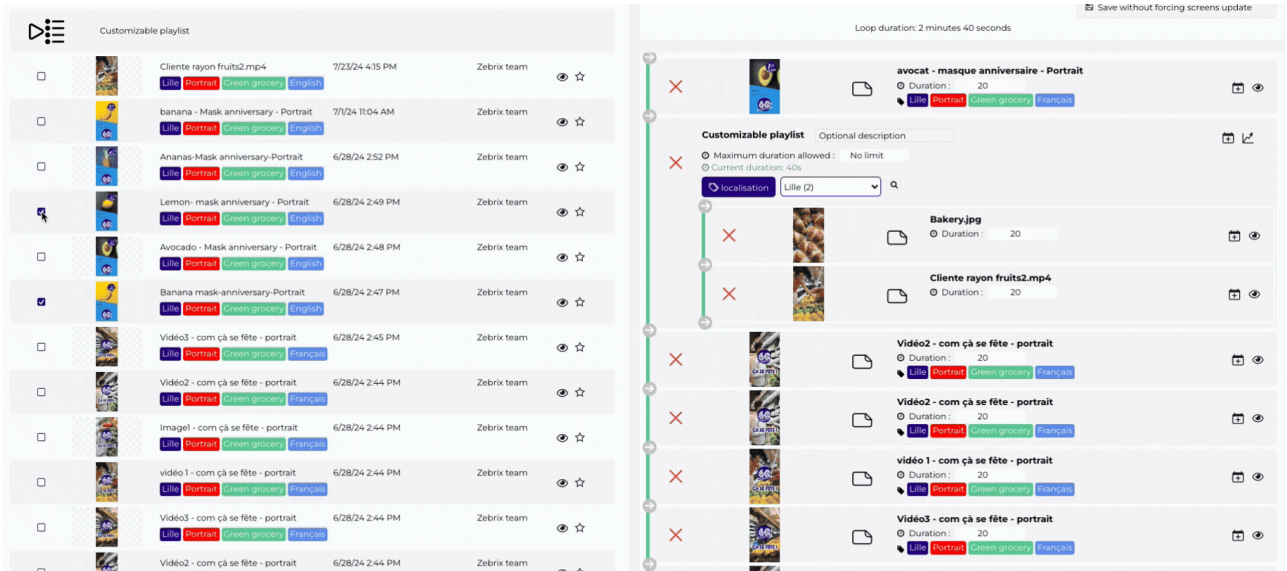 Customizable playlist
Cliente rayon fruits2.mp4 7/23/24 4:15 PM Zebrix team
Lille Portrait Green grocery English
banana - Mask anniversary - Portrait 7/1/24 11:04 AM Zebrix team
Lille Portrait Green grocery English
Ananas-Mask anniversary-Portrait 6/28/24 2:52 PM Zebrix team
Lille Portrait Green grocery English
Lemon- mask anniversary - Portrait 6/28/24 2:49 PM Zebrix team
Lille Portrait Green grocery English
Avocado - Mask anniversary - Portrait 6/28/24 2:48 PM Zebrix team
Lille Portrait Green grocery English
Banana mask-anniversary-Portrait 6/28/24 2:47 PM Zebrix team
Lille Portrait Green grocery English
Vidéo3 - com çà se fête - portrait 6/28/24 2:45 PM Zebrix team
Lille Portrait Green grocery Français
Vidéo2 - com çà se fête - portrait 6/28/24 2:44 PM Zebrix team
Lille Portrait Green grocery Français
Image1 - com çà se fête - portrait 6/28/24 2:44 PM Zebrix team
Lille Portrait Green grocery Français
vidéo 1 - com çà se fête - portrait 6/28/24 2:44 PM Zebrix team
Lille Portrait Green grocery Français
Vidéo3 - com çà se fête - portrait 6/28/24 2:44 PM Zebrix team
Lille Portrait Green grocery Français
Vidéo2 - com çà se fête - portrait 6/28/24 2:44 PM Zebrix team
Save without forcing screens update
Loop duration: 2 minutes 40 seconds
avocat - masque anniversaire - Portrait
Duration : 20
Lille Portrait Green grocery Français
Customizable playlist Optional description
Maximum duration allowed : No limit
Current duration: 40s
localisation Lille (2)
Bakery.jpg
Duration : 20
Cliente rayon fruits2.mp4
Duration : 20
Vidéo2 - com çà se fête - portrait
Duration : 20
Lille Portrait Green grocery Français
Vidéo2 - com çà se fête - portrait
Duration : 20
Lille Portrait Green grocery Français
vidéo 1 - com çà se fête - portrait
Duration : 20
Lille Portrait Green grocery Français
Vidéo3 - com çà se fête - portrait
Duration : 20
Lille Portrait Green grocery Français